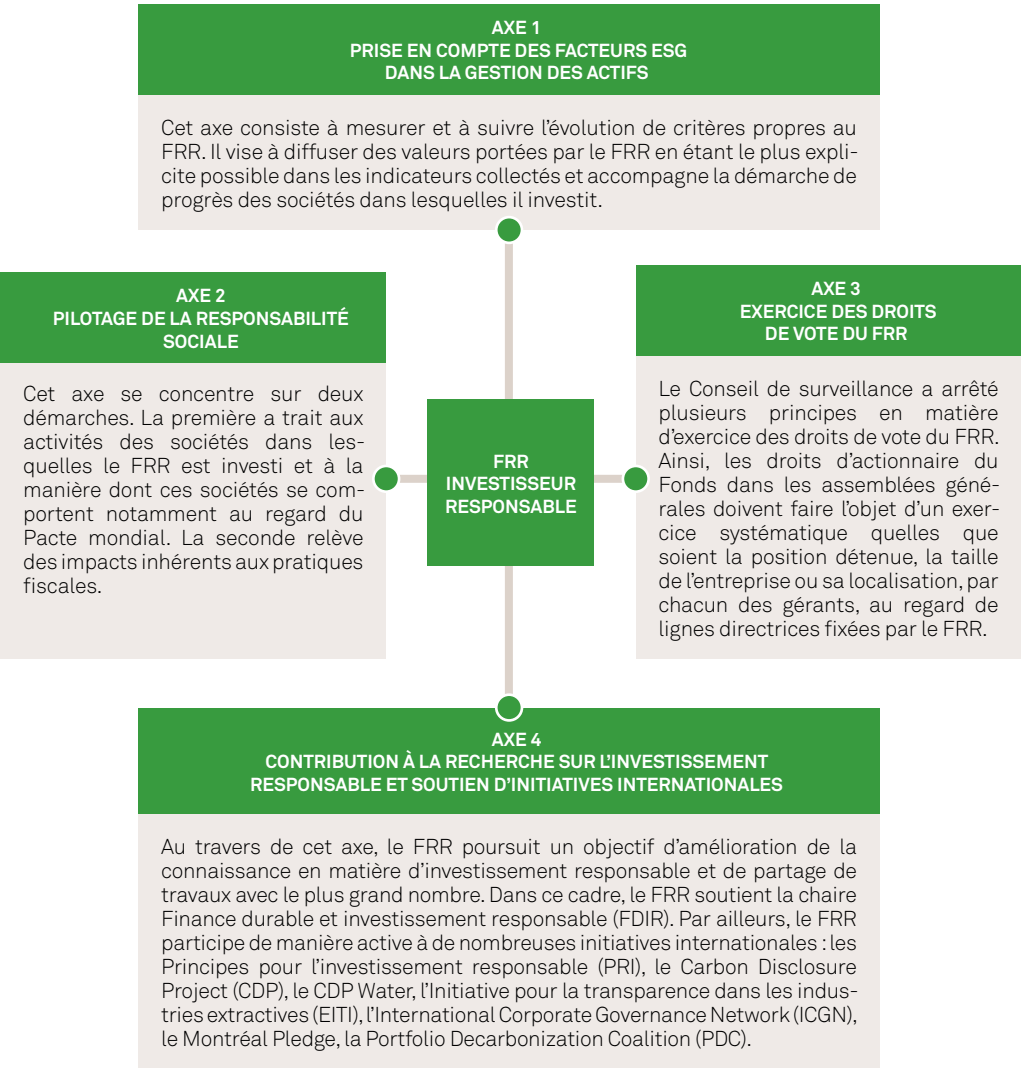 AXE 1
PRISE EN COMPTE DES FACTEURS ESG
DANS LA GESTION DES ACTIFS
Cet axe consiste à mesurer et à suivre l'évolution de critères propres au
FRR. Il vise à diffuser des valeurs portées par le FRR en étant le plus expli-
cite possible dans les indicateurs collectés et accompagne la démarche de
progrès des sociétés dans lesquelles il investit.
AXE 2
PILOTAGE DE LA RESPONSABILITÉ
SOCIALE
Cet axe se concentre sur deux
démarches. La première a trait aux
activités des sociétés dans les-
quelles le FRR est investi et à la
manière dont ces sociétés se com-
portent notamment au regard du
Pacte mondial. La seconde relève
des impacts inhérents aux pratiques
fiscales.
FRR
INVESTISSEUR
RESPONSABLE
AXE 3
EXERCICE DES DROITS
DE VOTE DU FRR
Le Conseil de surveillance a arrêté
plusieurs principes en matière
d'exercice des droits de vote du FRR.
Ainsi, les droits d'actionnaire du
Fonds dans les assemblées géné-
rales doivent faire l'objet d'un exer-
cice systématique quelles que
soient la position détenue, la taille
de l'entreprise ou sa localisation, par
chacun des gérants, au regard de
lignes directrices fixées par le FRR.
AXE 4
CONTRIBUTION À LA RECHERCHE SUR L'INVESTISSEMENT
RESPONSABLE ET SOUTIEN D'INITIATIVES INTERNATIONALES
Au travers de cet axe, le FRR poursuit un objectif d'amélioration de la
connaissance en matière d'investissement responsable et de partage de
travaux avec le plus grand nombre. Dans ce cadre, le FRR soutient la chaire
Finance durable et investissement responsable (FDIR). Par ailleurs, le FRR
participe de manière active à de nombreuses initiatives internationales : les
Principes pour l'investissement responsable (PRI), le Carbon Disclosure
Project (CDP), le CDP Water, l'Initiative pour la transparence dans les indus-
tries extractives (EITI), l'International Corporate Governance Network (ICGN),
le Montréal Pledge, la Portfolio Decarbonization Coalition (PDC).